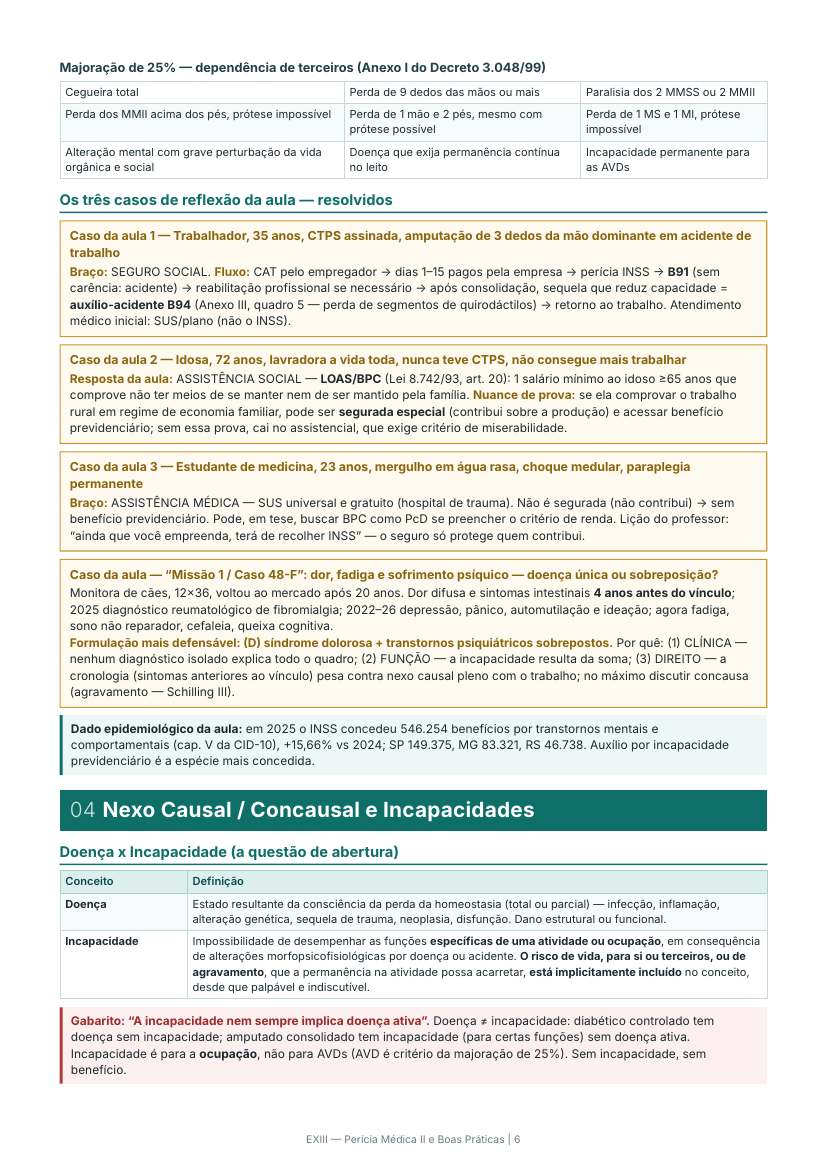 Majoração de 25% — dependência de terceiros (Anexo I do Decreto 3.048/99)
Cegueira total
Perda de 9 dedos das mãos ou mais
Paralisia dos 2 MMSS ou 2 MMII
Perda dos MMII acima dos pés, prótese impossível
Perda de 1 mão e 2 pés, mesmo com
prótese possível
Perda de 1 MS e 1 MI, prótese
impossível
Alteração mental com grave perturbação da vida
orgânica e social
Doença que exija permanência contínua
no leito
Incapacidade permanente para
as AVDs
Os três casos de reflexão da aula — resolvidos
Caso da aula 1 — Trabalhador, 35 anos, CTPS assinada, amputação de 3 dedos da mão dominante em acidente de
trabalho
Braço: SEGURO SOCIAL. Fluxo: CAT pelo empregador → dias 1–15 pagos pela empresa → perícia INSS → B91 (sem
carência: acidente) → reabilitação profissional se necessário → após consolidação, sequela que reduz capacidade =
auxílio-acidente B94 (Anexo III, quadro 5 — perda de segmentos de quirodáctilos) → retorno ao trabalho. Atendimento
médico inicial: SUS/plano (não o INSS).
Caso da aula 2 — Idosa, 72 anos, lavradora a vida toda, nunca teve CTPS, não consegue mais trabalhar
Resposta da aula: ASSISTÊNCIA SOCIAL — LOAS/BPC (Lei 8.742/93, art. 20): 1 salário mínimo ao idoso ≥65 anos que
comprove não ter meios de se manter nem de ser mantido pela família. Nuance de prova: se ela comprovar o trabalho
rural em regime de economia familiar, pode ser segurada especial (contribui sobre a produção) e acessar benefício
previdenciário; sem essa prova, cai no assistencial, que exige critério de miserabilidade.
Caso da aula 3 — Estudante de medicina, 23 anos, mergulho em água rasa, choque medular, paraplegia
permanente
Braço: ASSISTÊNCIA MÉDICA — SUS universal e gratuito (hospital de trauma). Não é segurada (não contribui) → sem
benefício previdenciário. Pode, em tese, buscar BPC como PcD se preencher o critério de renda. Lição do professor:
“ainda que você empreenda, terá de recolher INSS” — o seguro só protege quem contribui.
Caso da aula — “Missão 1 / Caso 48-F”: dor, fadiga e sofrimento psíquico — doença única ou sobreposição?
Monitora de cães, 12×36, voltou ao mercado após 20 anos. Dor difusa e sintomas intestinais 4 anos antes do vínculo;
2025 diagnóstico reumatológico de fibromialgia; 2022–26 depressão, pânico, automutilação e ideação; agora fadiga,
sono não reparador, cefaleia, queixa cognitiva.
Formulação mais defensável: (D) síndrome dolorosa + transtornos psiquiátricos sobrepostos. Por quê: (1) CLÍNICA —
nenhum diagnóstico isolado explica todo o quadro; (2) FUNÇÃO — a incapacidade resulta da soma; (3) DIREITO — a
cronologia (sintomas anteriores ao vínculo) pesa contra nexo causal pleno com o trabalho; no máximo discutir concausa
(agravamento — Schilling III).
Dado epidemiológico da aula: em 2025 o INSS concedeu 546.254 benefícios por transtornos mentais e
comportamentais (cap. V da CID-10), +15,66% vs 2024; SP 149.375, MG 83.321, RS 46.738. Auxílio por incapacidade
previdenciário é a espécie mais concedida.
04 Nexo Causal / Concausal e Incapacidades
Doença x Incapacidade (a questão de abertura)
Conceito
Definição
Doença
Estado resultante da consciência da perda da homeostasia (total ou parcial) — infecção, inflamação,
alteração genética, sequela de trauma, neoplasia, disfunção. Dano estrutural ou funcional.
Incapacidade
Impossibilidade de desempenhar as funções específicas de uma atividade ou ocupação, em consequência
de alterações morfopsicofisiológicas por doença ou acidente. O risco de vida, para si ou terceiros, ou de
agravamento, que a permanência na atividade possa acarretar, está implicitamente incluído no conceito,
desde que palpável e indiscutível.
Gabarito: “A incapacidade nem sempre implica doença ativa”. Doença ≠ incapacidade: diabético controlado tem
doença sem incapacidade; amputado consolidado tem incapacidade (para certas funções) sem doença ativa.
Incapacidade é para a ocupação, não para AVDs (AVD é critério da majoração de 25%). Sem incapacidade, sem
benefício.
EXIII — Perícia Médica II e Boas Práticas | 6